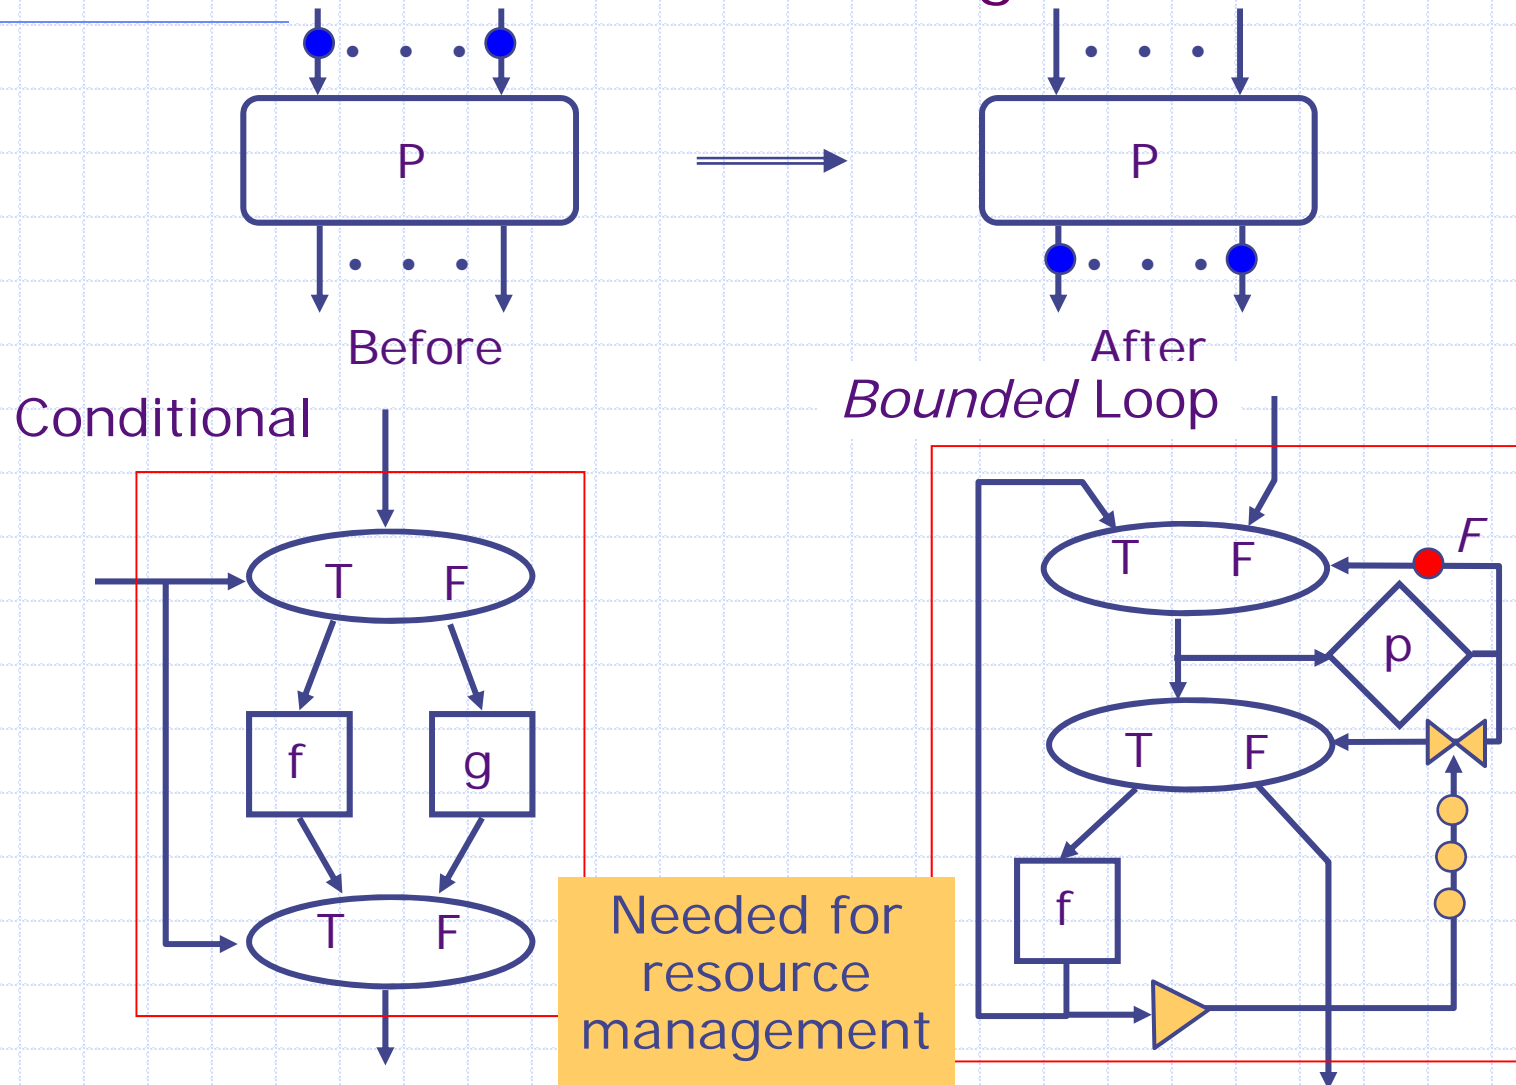 P
P
Before
After
Conditional
Bounded Loop
T F
T F
F
p
f
g
T F
f
T F
Needed for
resource
management